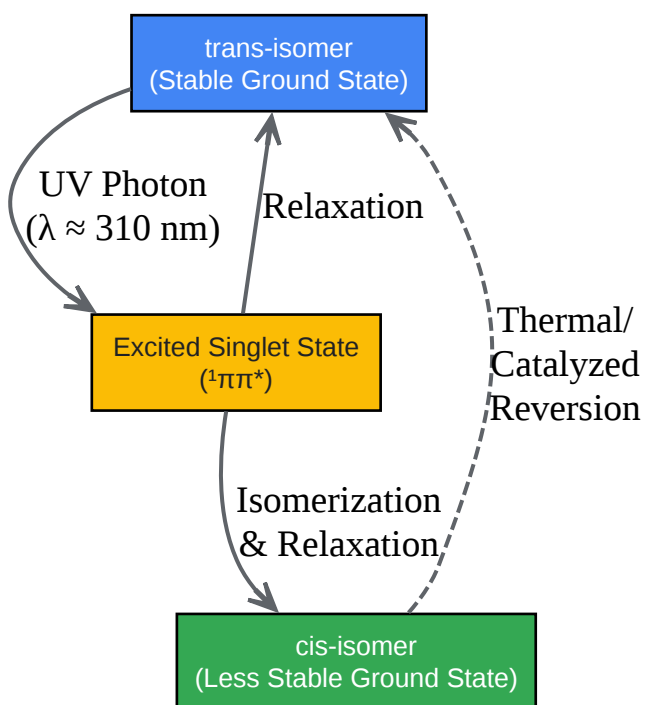 trans-isomer
(Stable Ground State)
UV Photon
(λ ≈ 310 nm)
Relaxation
Excited Singlet State
(¹ππ*)
Thermal/
Catalyzed
Reversion
Isomerization
& Relaxation
cis-isomer
(Less Stable Ground State)